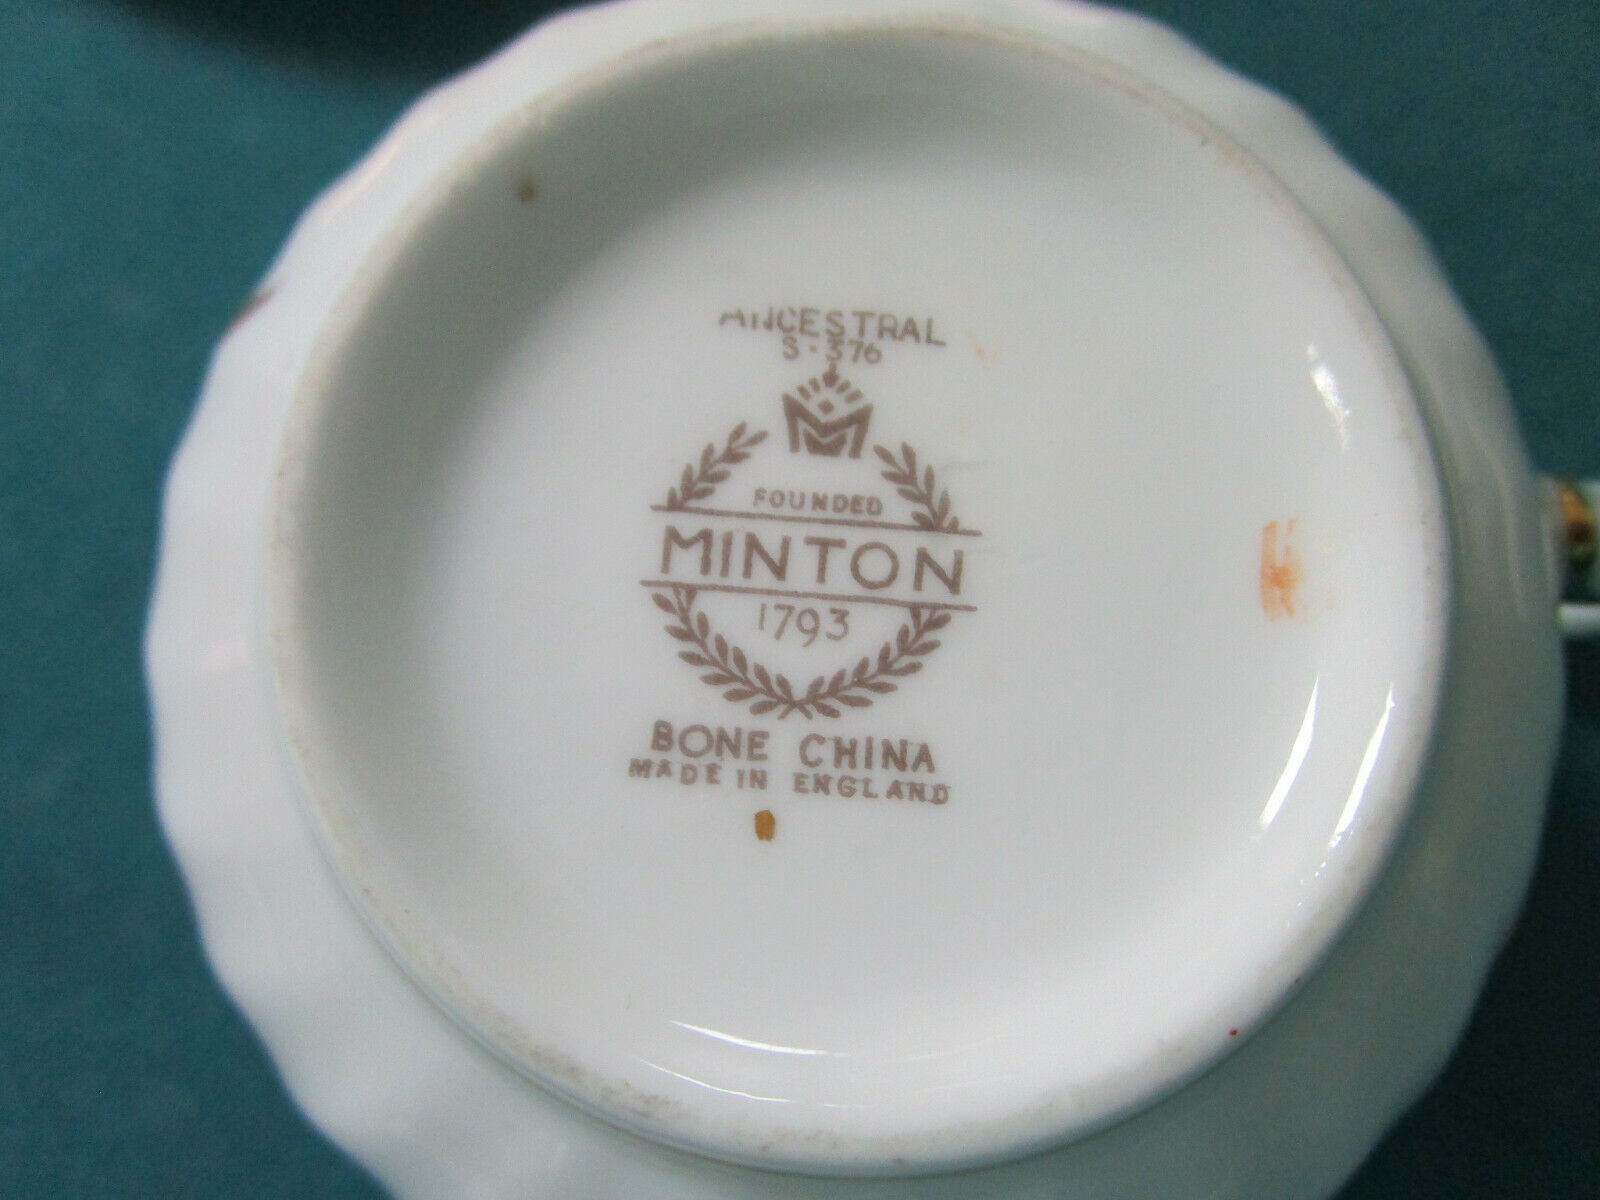 ANCESTRAL
S-376
FOUNDED
MINTON
1793
BONE CHINA
MADE IN ENGLAND